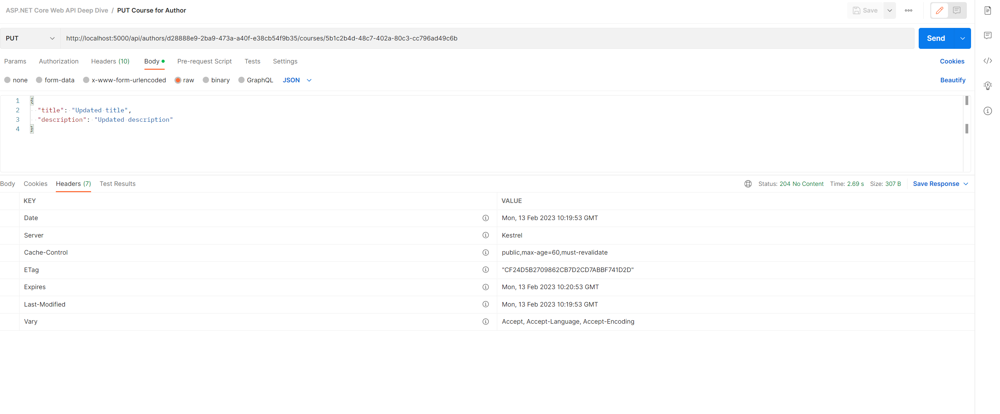 ASP.NET Core Web API Deep Dive / PUT Course for Author
Save
PUT
http://localhost:5000/api/authors/d28888e9-2ba9-473a-a40f-e38cb54f9b35/courses/5b1c2b4d-48c7-402a-80c3-cc796ad49c6b
Send
Params Authorization Headers (10) Body Pre-request Script Tests Settings Cookies
none form-data x-www-form-urlencoded raw binary GraphQL JSON Beautify
1 {
2 "title": "Updated title",
3 "description": "Updated description"
4 }
Body Cookies Headers (7) Test Results Status: 204 No Content Time: 2.69 s Size: 307 B Save Response
KEY VALUE
Date Mon, 13 Feb 2023 10:19:53 GMT
Server Kestrel
Cache-Control public,max-age=60,must-revalidate
ETag "CF24D5B2709862CB7D2CD7ABBF741D2D"
Expires Mon, 13 Feb 2023 10:20:53 GMT
Last-Modified Mon, 13 Feb 2023 10:19:53 GMT
Vary Accept, Accept-Language, Accept-Encoding